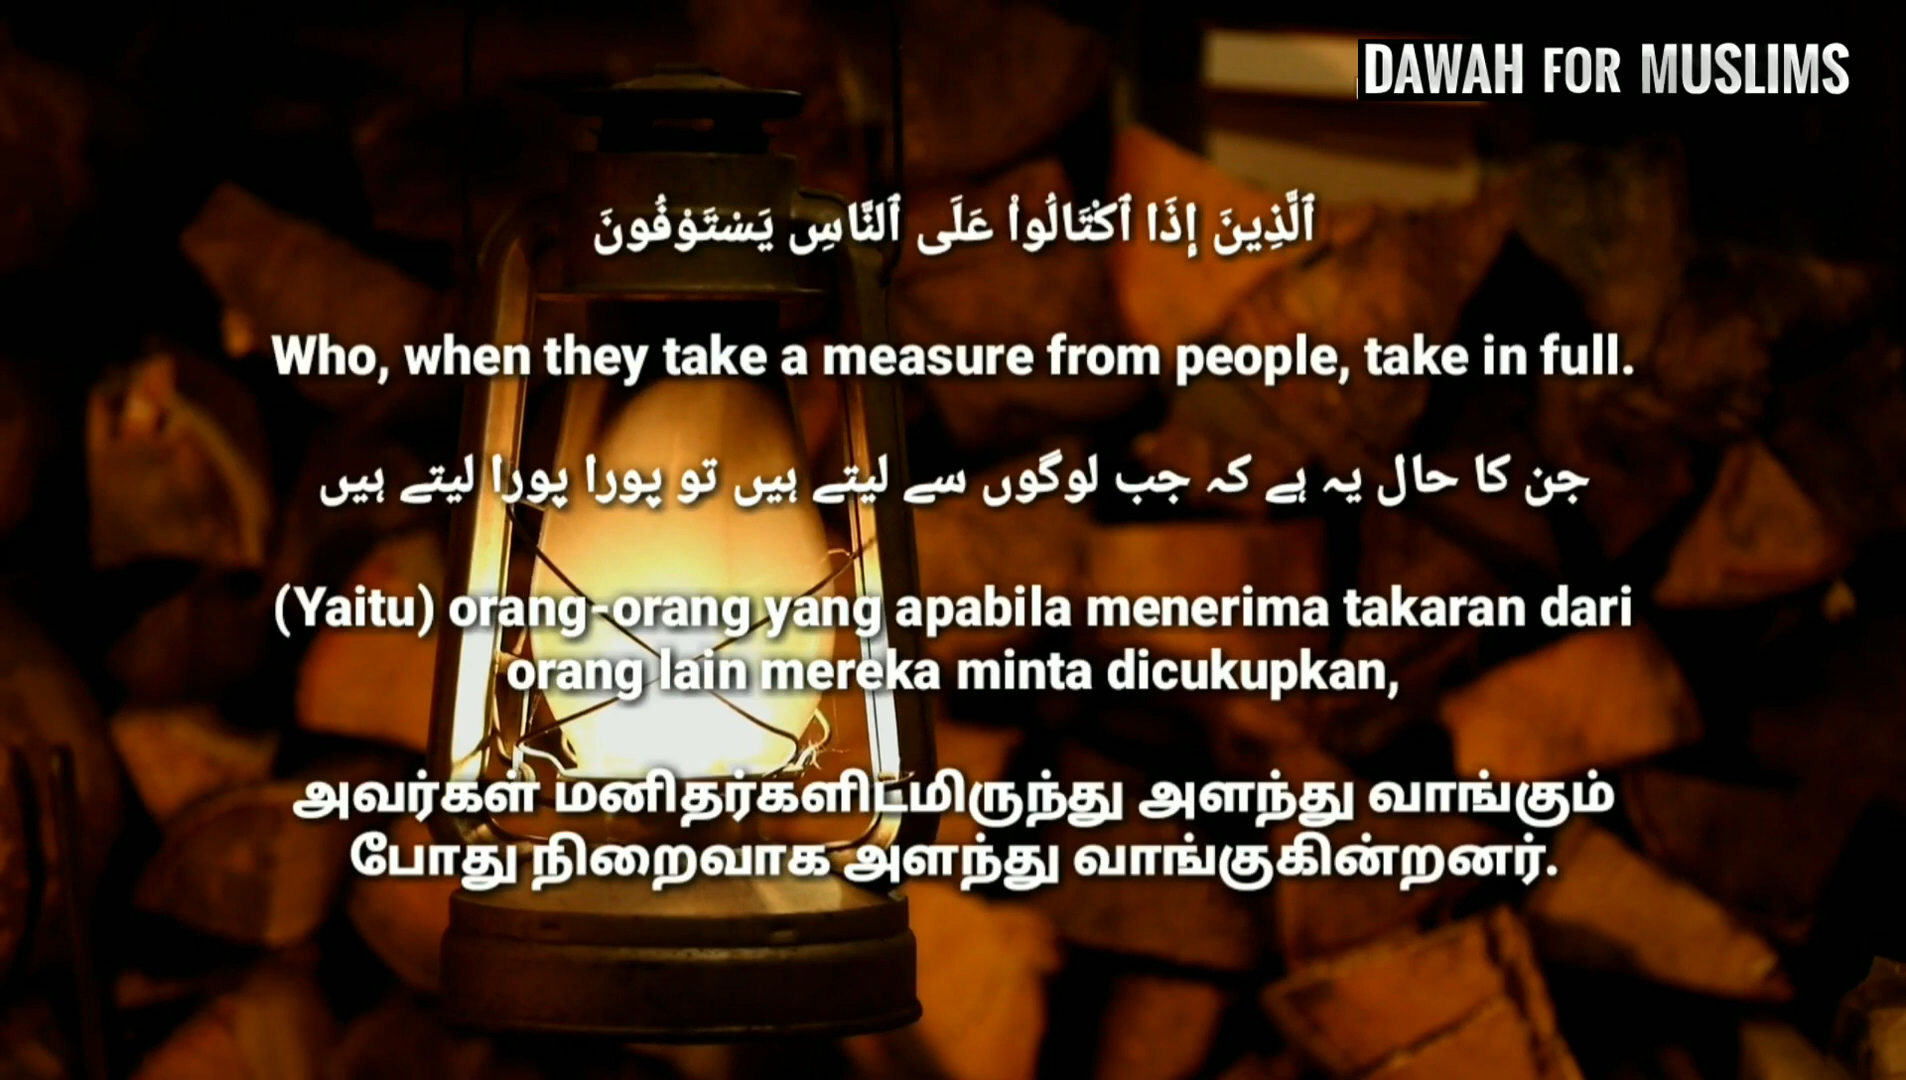 DAWAH FOR MUSLIMS
ٱلَّذِينَ إِذَا ٱكْتَالُوا۟ عَلَى ٱلنَّاسِ يَسْتَوْفُونَ
Who, when they take a measure from people, take in full.
جن کا حال یہ ہے کہ جب لوگوں سے لیتے ہیں تو پورا پورا لیتے ہیں
(Yaitu) orang-orang yang apabila menerima takaran dari
orang lain mereka minta dicukupkan,
அவர்கள் மனிதர்களிடமிருந்து அளந்து வாங்கும்
போது நிறைவாக அளந்து வாங்குகின்றனர்.